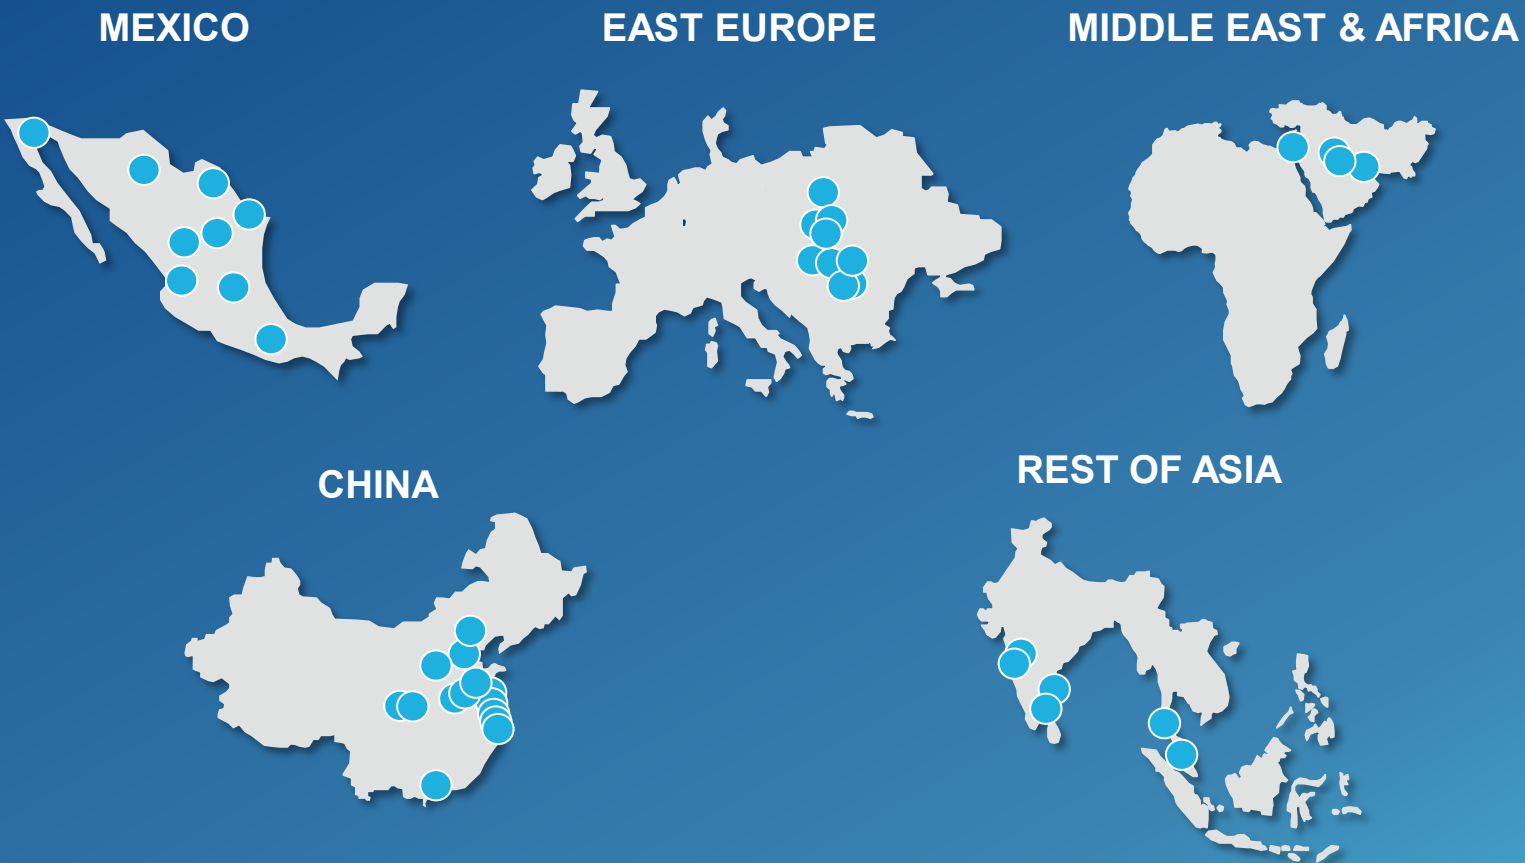 MEXICO
EAST EUROPE
MIDDLE EAST & AFRICA
CHINA
REST OF ASIA